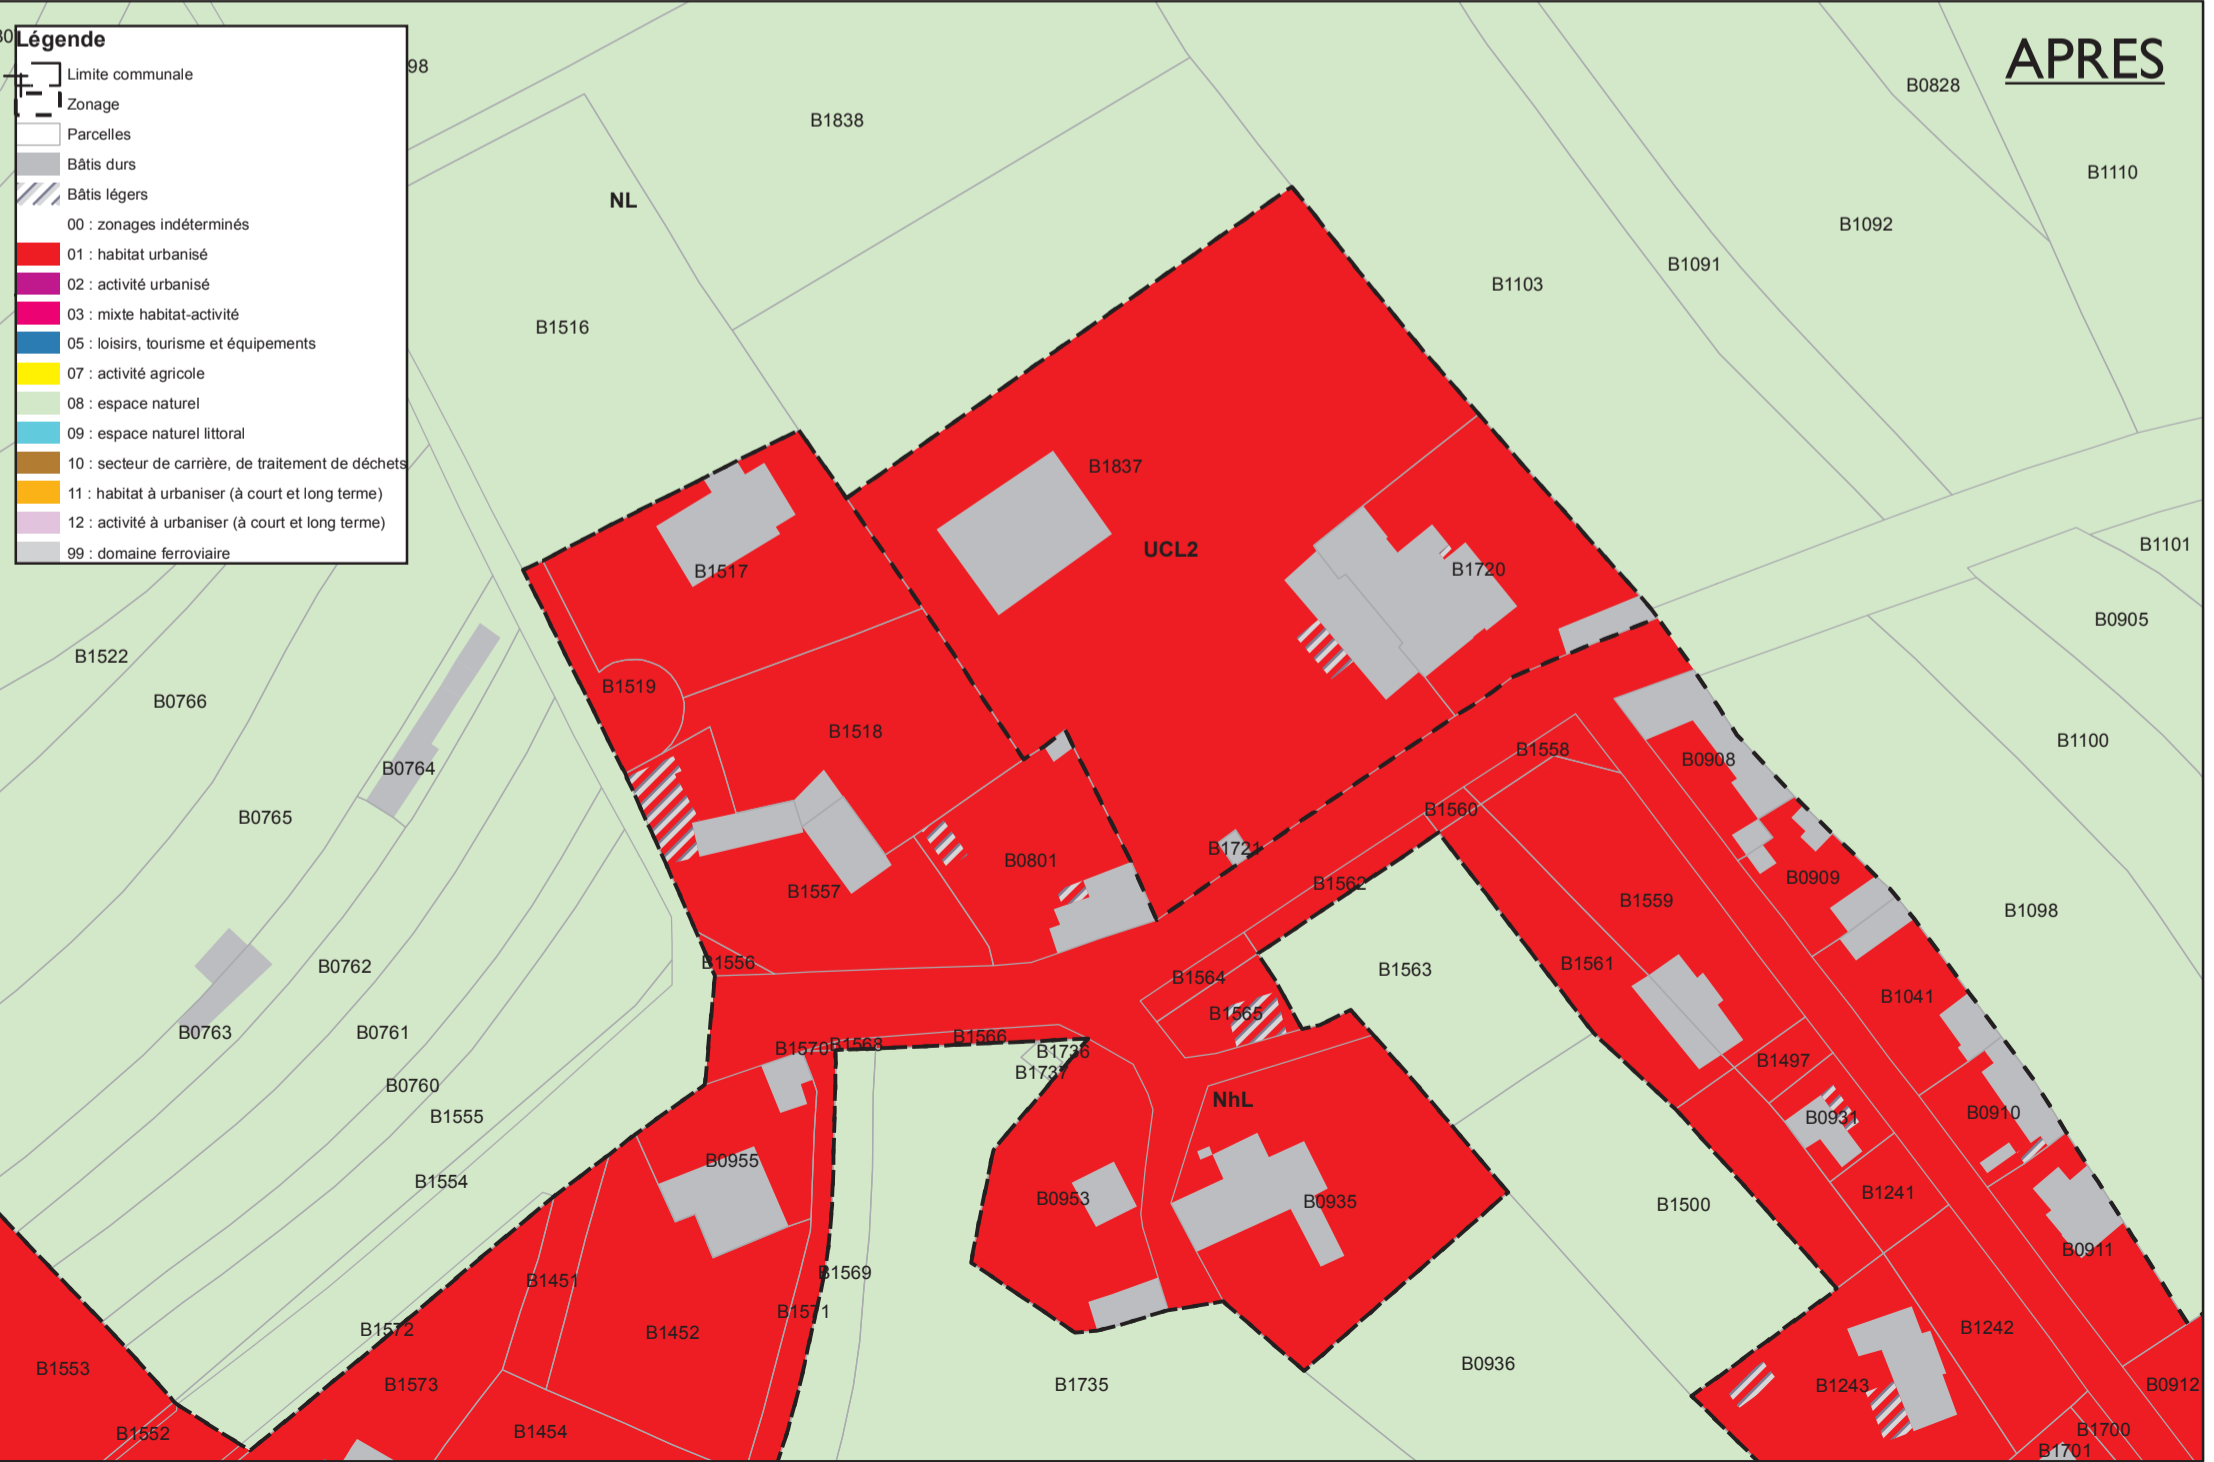 APRES
Légende
Limite communale
Zonage
Parcelles
Bâtis durs
Bâtis légers
00 : zonages indéterminés
01 : habitat urbanisé
02 : activité urbanisé
03 : mixte habitat-activité
05 : loisirs, tourisme et équipements
07 : activité agricole
08 : espace naturel
09 : espace naturel littoral
10 : secteur de carrière, de traitement de déchets
11 : habitat à urbaniser (à court et long terme)
12 : activité à urbaniser (à court et long terme)
99 : domaine ferroviaire
98
B0828
B1838
B1110
NL
B1092
B1091
B1103
B1516
B1837
B1101
UCL2
B1720
B1517
B0905
B1522
B1519
B0766
B1518
B1100
B1558
B0908
B0764
B1560
B0765
B1721
B0801
B0909
B1562
B1557
B1559
B1098
B1556
B1561
B0762
B1563
B1564
B1041
B1565
B0763
B0761
B1566
B1568
B1570
B1736
B1497
B1737
B0760
NhL
B0910
B1555
B0931
B0955
B1554
B1241
B0953
B0935
B1500
B0911
B1569
B1451
B1571
B1242
B1572
B1452
B0936
B1553
B1573
B1735
B1243
B0912
B1454
B1552
B1700
B1701